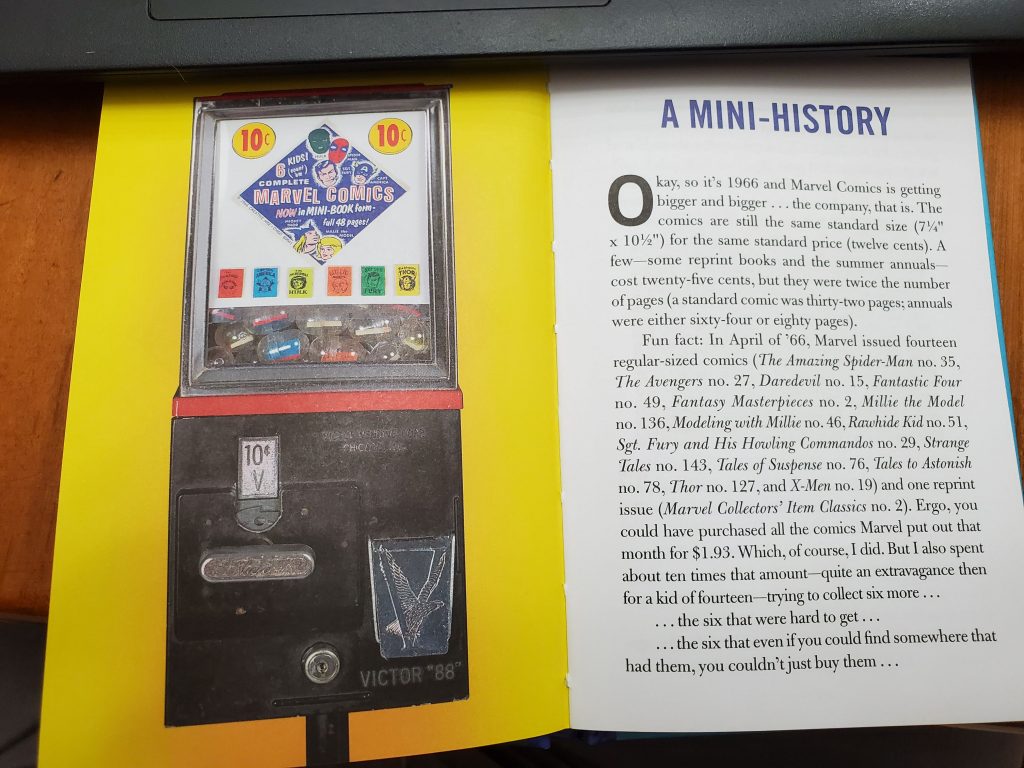 10¢
10¢
6 KIDS!
(COUNT 'EM)
COMPLETE
MARVEL COMICS
NOW in MINI-BOOK form-
full 48 pages!
MILLIE the
MODEL
HULK
THOR
10¢
V
VICTOR "88"
A MINI-HISTORY
Okay, so it's 1966 and Marvel Comics is getting
bigger and bigger . . . the company, that is. The
comics are still the same standard size (7¼"
x 10½") for the same standard price (twelve cents). A
few—some reprint books and the summer annuals—
cost twenty-five cents, but they were twice the number
of pages (a standard comic was thirty-two pages; annuals
were either sixty-four or eighty pages).
Fun fact: In April of '66, Marvel issued fourteen
regular-sized comics (The Amazing Spider-Man no. 35,
The Avengers no. 27, Daredevil no. 15, Fantastic Four
no. 49, Fantasy Masterpieces no. 2, Millie the Model
no. 136, Modeling with Millie no. 46, Rawhide Kid no. 51,
Sgt. Fury and His Howling Commandos no. 29, Strange
Tales no. 143, Tales of Suspense no. 76, Tales to Astonish
no. 78, Thor no. 127, and X-Men no. 19) and one reprint
issue (Marvel Collectors' Item Classics no. 2). Ergo, you
could have purchased all the comics Marvel put out that
month for $1.93. Which, of course, I did. But I also spent
about ten times that amount—quite an extravagance then
for a kid of fourteen—trying to collect six more . . .
. . . the six that were hard to get . . .
. . . the six that even if you could find somewhere that
had them, you couldn't just buy them . . .